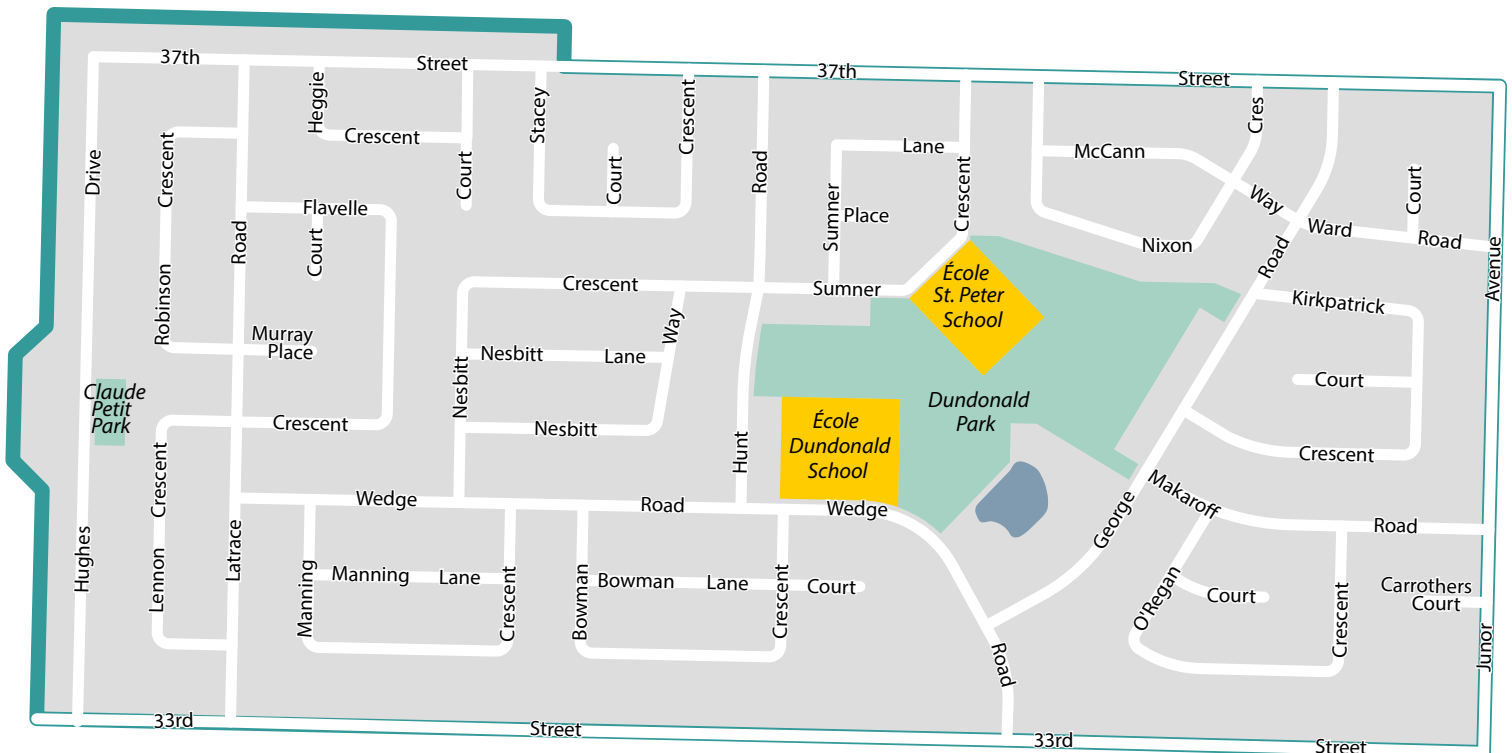 37th
Street
37th
Street
Heggie
Crescent
Court
Stacey
Court
Crescent
Drive
Crescent
Robinson
Road
Flavelle
Court
Murray
Place
Claude
Petit
Park
Crescent
Crescent
Lennon
Hughes
Latrace
Road
Lane
Crescent
Sumner
Place
Sumner
McCann
Way
Cres
Nixon
Road
Ward
Road
Court
Avenue
Kirkpatrick
Court
Crescent
École
St. Peter
School
Dundonald
Park
École
Dundonald
School
Crescent
Way
Nesbitt
Nesbitt
Lane
Nesbitt
Hunt
Wedge
Road
Wedge
Road
Manning
Manning
Lane
Crescent
Bowman
Bowman
Lane
Crescent
Court
George
Makaroff
Road
O'Regan
Court
Crescent
Carrothers
Court
Junor
33rd
Street
33rd
Street